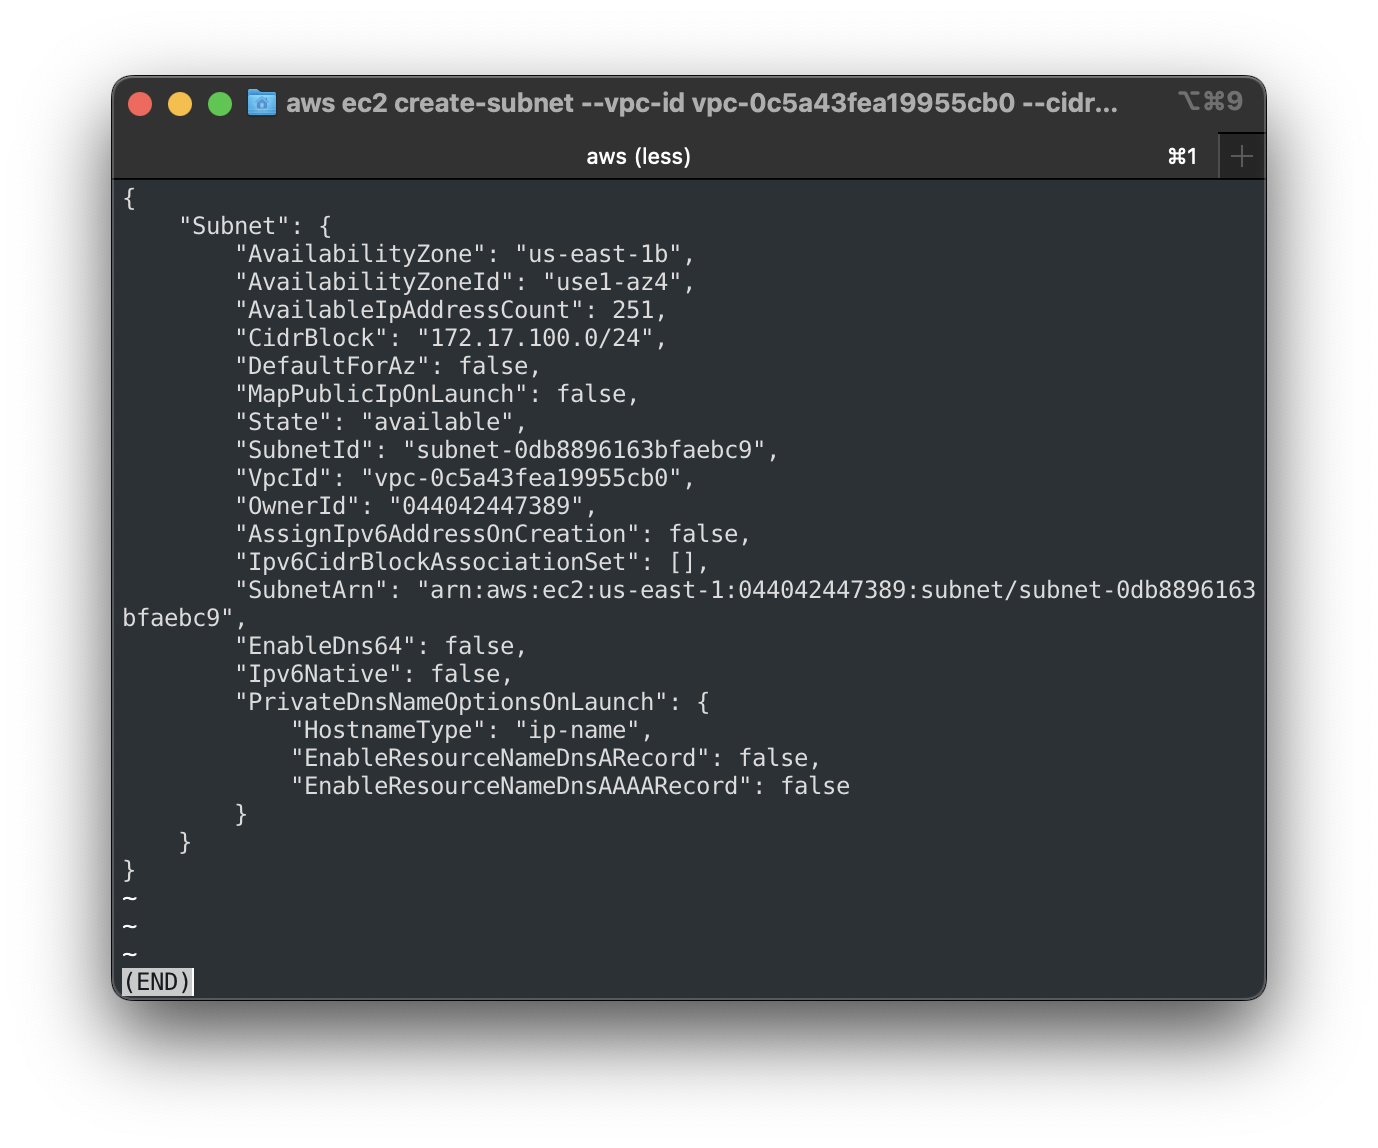 aws ec2 create-subnet --vpc-id vpc-0c5a43fea19955cb0 --cidr... ⌥⌘9
aws (less) ⌘1 +
{
    "Subnet": {
        "AvailabilityZone": "us-east-1b",
        "AvailabilityZoneId": "use1-az4",
        "AvailableIpAddressCount": 251,
        "CidrBlock": "172.17.100.0/24",
        "DefaultForAz": false,
        "MapPublicIpOnLaunch": false,
        "State": "available",
        "SubnetId": "subnet-0db8896163bfaebc9",
        "VpcId": "vpc-0c5a43fea19955cb0",
        "OwnerId": "044042447389",
        "AssignIpv6AddressOnCreation": false,
        "Ipv6CidrBlockAssociationSet": [],
        "SubnetArn": "arn:aws:ec2:us-east-1:044042447389:subnet/subnet-0db8896163
bfaebc9",
        "EnableDns64": false,
        "Ipv6Native": false,
        "PrivateDnsNameOptionsOnLaunch": {
            "HostnameType": "ip-name",
            "EnableResourceNameDnsARecord": false,
            "EnableResourceNameDnsAAAARecord": false
        }
    }
}
~
~
~
(END)